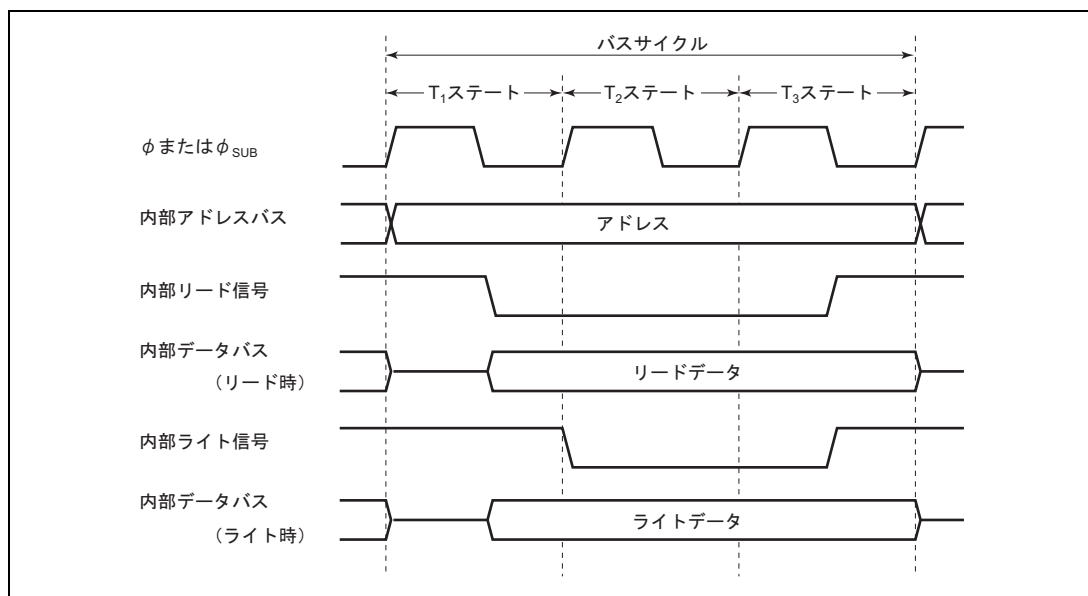 バスサイクル
T₁ステート
T₂ステート
T₃ステート
φまたはφSUB
内部アドレスバス
アドレス
内部リード信号
内部データバス
（リード時）
リードデータ
内部ライト信号
内部データバス
（ライト時）
ライトデータ